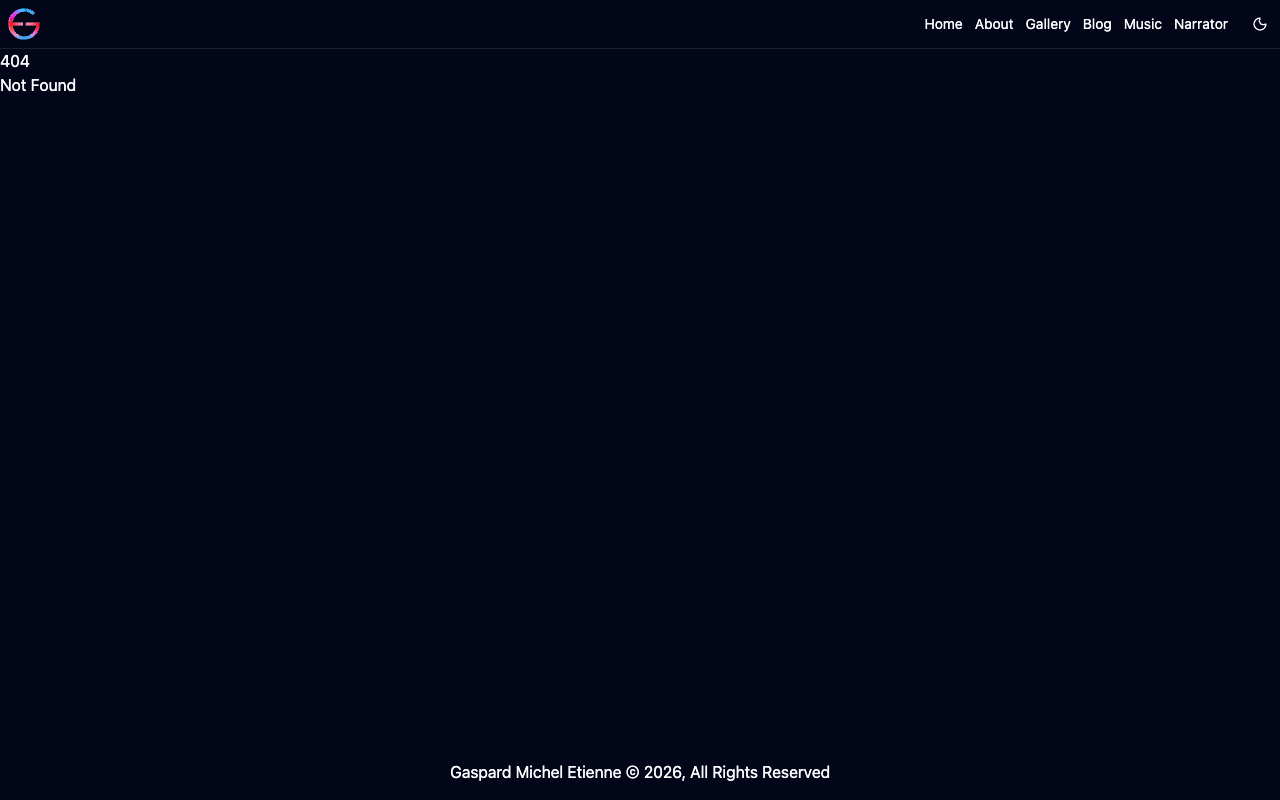 Home About Gallery Blog Music Narrator
404
Not Found
Gaspard Michel Etienne © 2026, All Rights Reserved